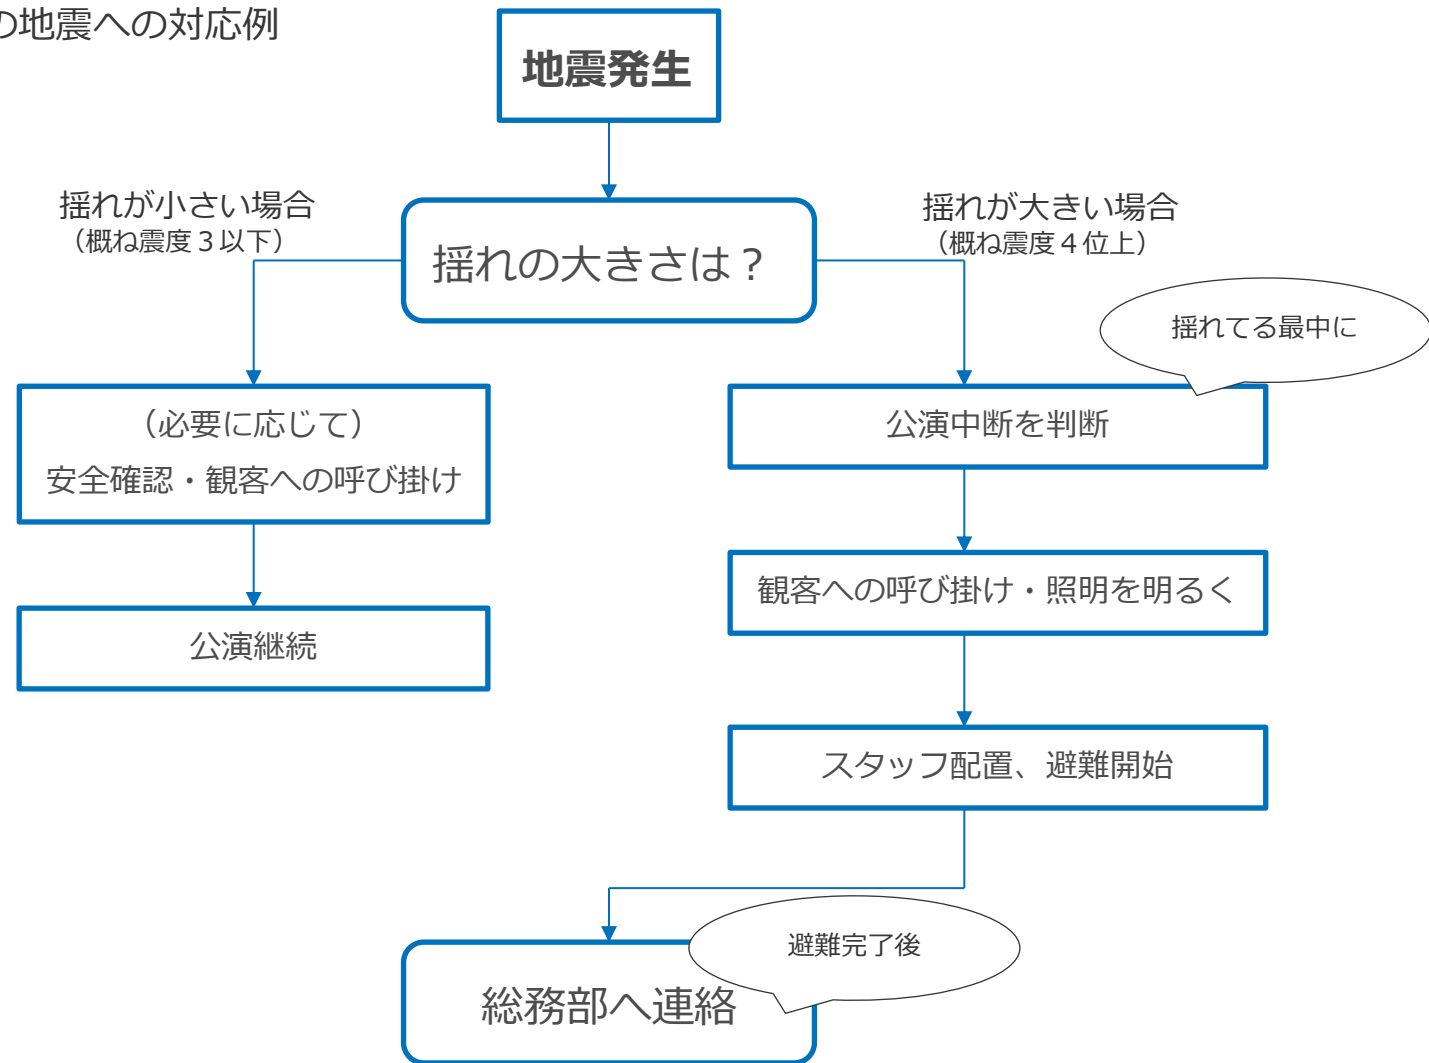 の地震への対応例
地震発生
揺れが小さい場合
（概ね震度３以下）
揺れの大きさは？
揺れが大きい場合
（概ね震度４位上）
揺れてる最中に
（必要に応じて）
安全確認・観客への呼び掛け
公演継続
公演中断を判断
観客への呼び掛け・照明を明るく
スタッフ配置、避難開始
避難完了後
総務部へ連絡